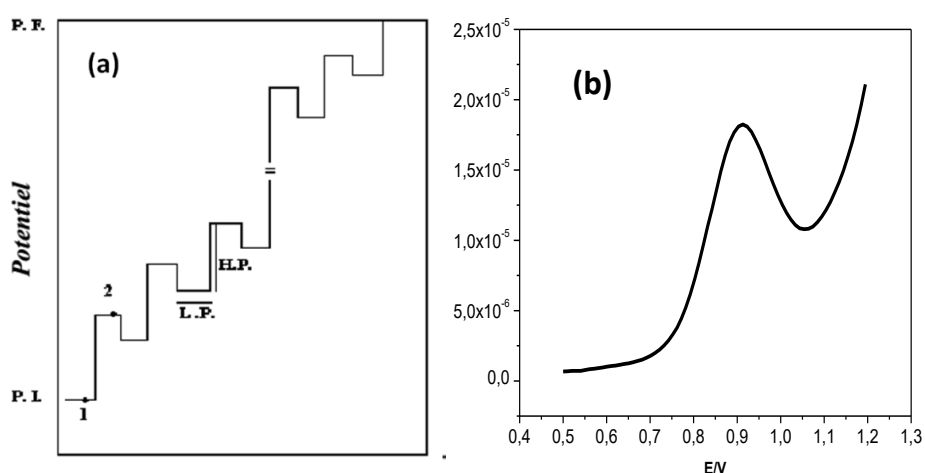 P. F.
(a)
Potentiel
=
H.P.
L.P.
2
P. I.
1
(b)
2,5x10⁻⁵
2,0x10⁻⁵
1,5x10⁻⁵
1,0x10⁻⁵
5,0x10⁻⁶
0,0
0,4 0,5 0,6 0,7 0,8 0,9 1,0 1,1 1,2 1,3
E/V